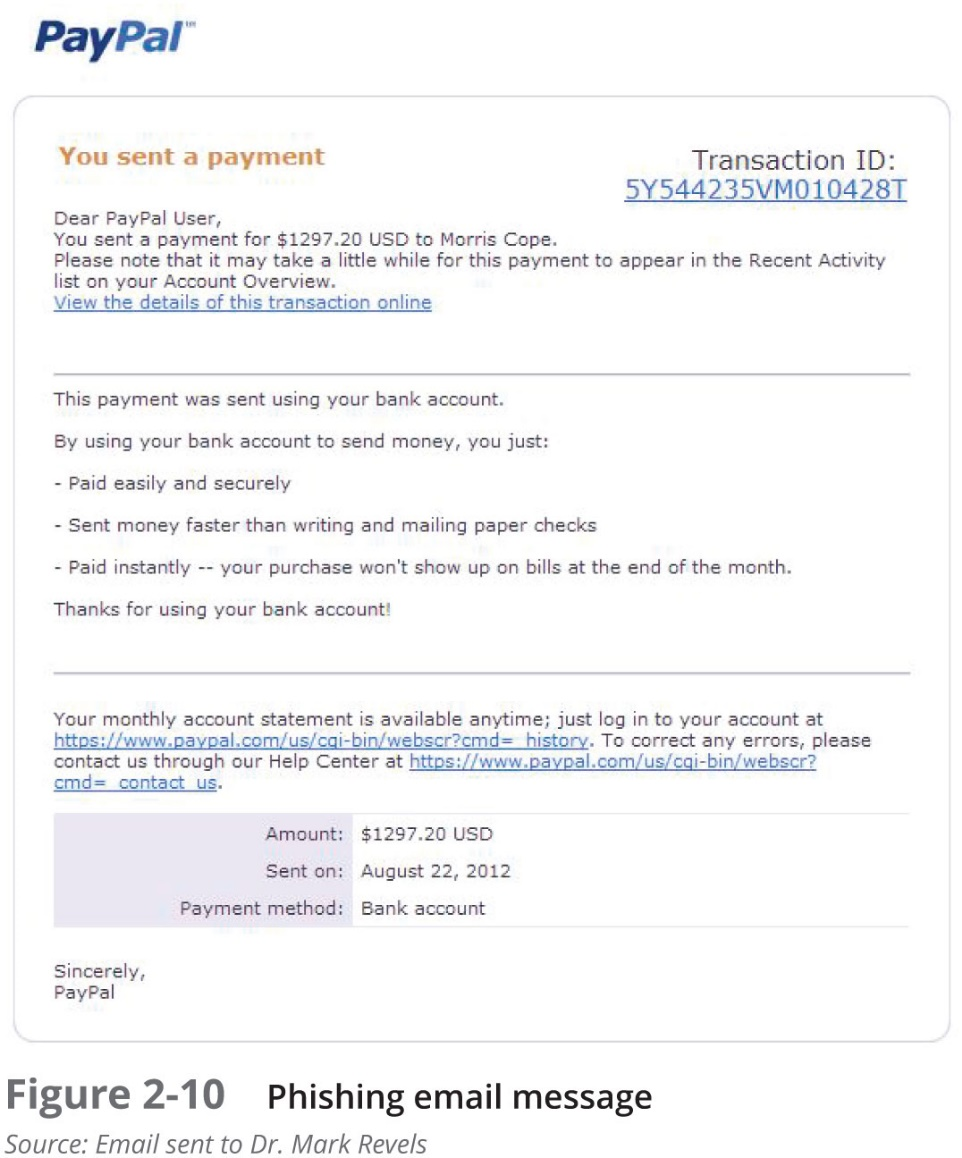 PayPal™
You sent a payment
Transaction ID:
5Y544235VM010428T
Dear PayPal User,
You sent a payment for $1297.20 USD to Morris Cope.
Please note that it may take a little while for this payment to appear in the Recent Activity
list on your Account Overview.
View the details of this transaction online
This payment was sent using your bank account.
By using your bank account to send money, you just:
- Paid easily and securely
- Sent money faster than writing and mailing paper checks
- Paid instantly -- your purchase won't show up on bills at the end of the month.
Thanks for using your bank account!
Your monthly account statement is available anytime; just log in to your account at
https://www.paypal.com/us/cgi-bin/webscr?cmd=_history. To correct any errors, please
contact us through our Help Center at https://www.paypal.com/us/cgi-bin/webscr?
cmd=_contact_us.
Amount: $1297.20 USD
Sent on: August 22, 2012
Payment method: Bank account
Sincerely,
PayPal
Figure 2-10 Phishing email message
Source: Email sent to Dr. Mark Revels